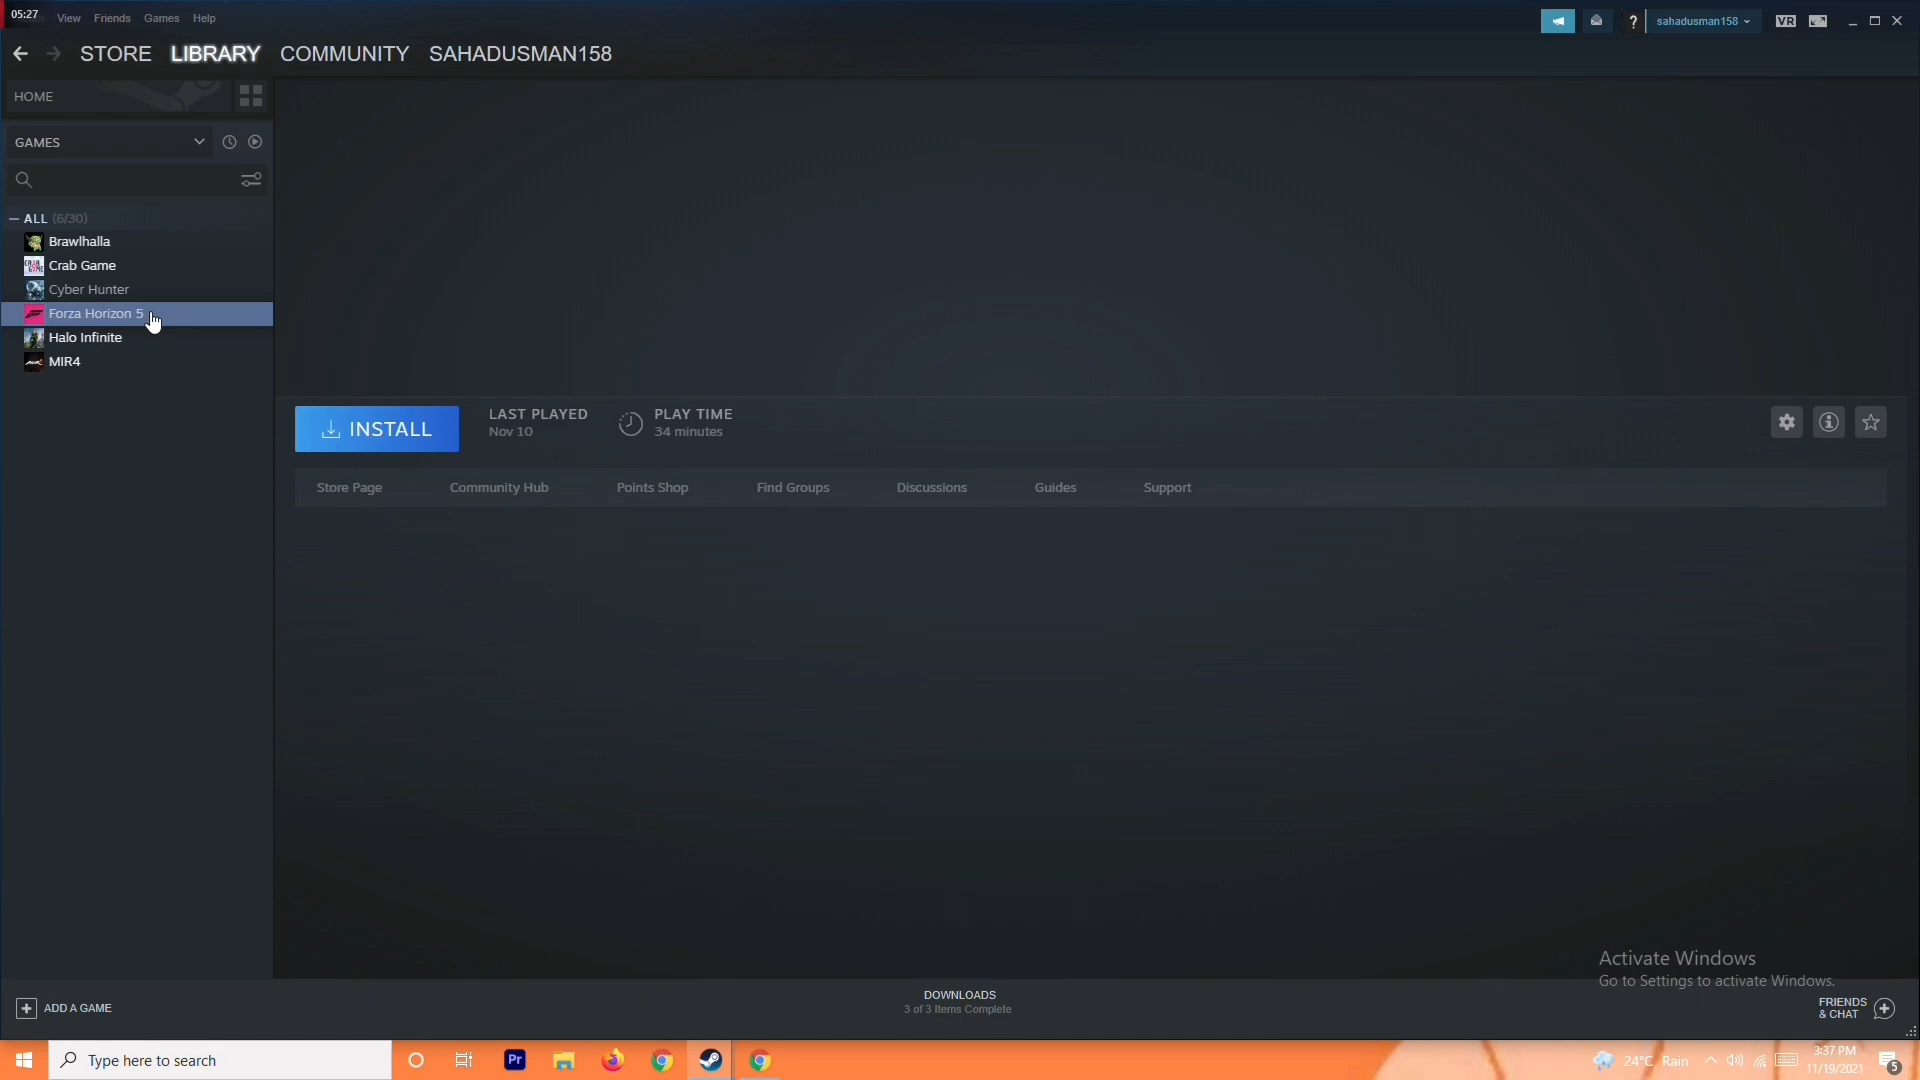 05:27
View Friends Games Help
sahadusman158
VR
STORE LIBRARY COMMUNITY SAHADUSMAN158
HOME
GAMES
ALL (6/30)
Brawlhalla
Crab Game
Cyber Hunter
Forza Horizon 5
Halo Infinite
MIR4
INSTALL
LAST PLAYED
Nov 10
PLAY TIME
34 minutes
Store Page Community Hub Points Shop Find Groups Discussions Guides Support
Activate Windows
Go to Settings to activate Windows.
ADD A GAME
DOWNLOADS
3 of 3 Items Complete
FRIENDS
& CHAT
Type here to search
Pr
24°C Rain
3:37 PM
11/19/2021
5